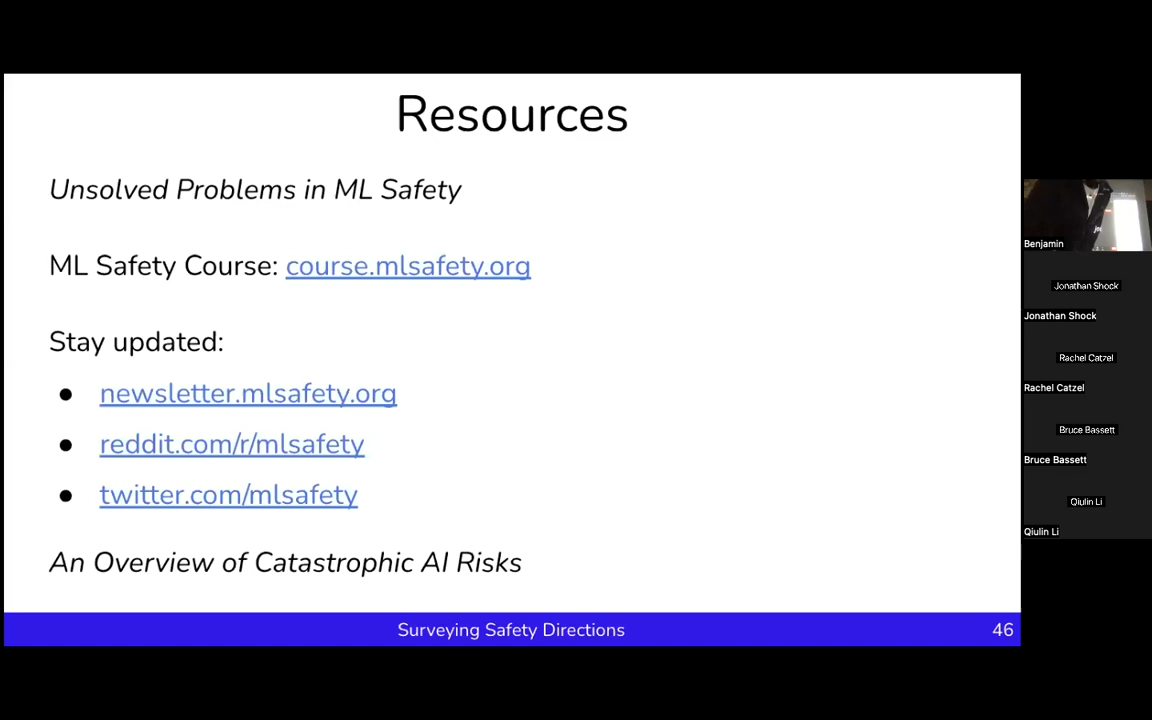 Resources
Unsolved Problems in ML Safety
ML Safety Course: course.mlsafety.org
Stay updated:
● newsletter.mlsafety.org
● reddit.com/r/mlsafety
● twitter.com/mlsafety
An Overview of Catastrophic AI Risks
Surveying Safety Directions
46
Benjamin
Jonathan Shock
Jonathan Shock
Rachel Catzel
Rachel Catzel
Bruce Bassett
Bruce Bassett
Qiulin Li
Qiulin Li